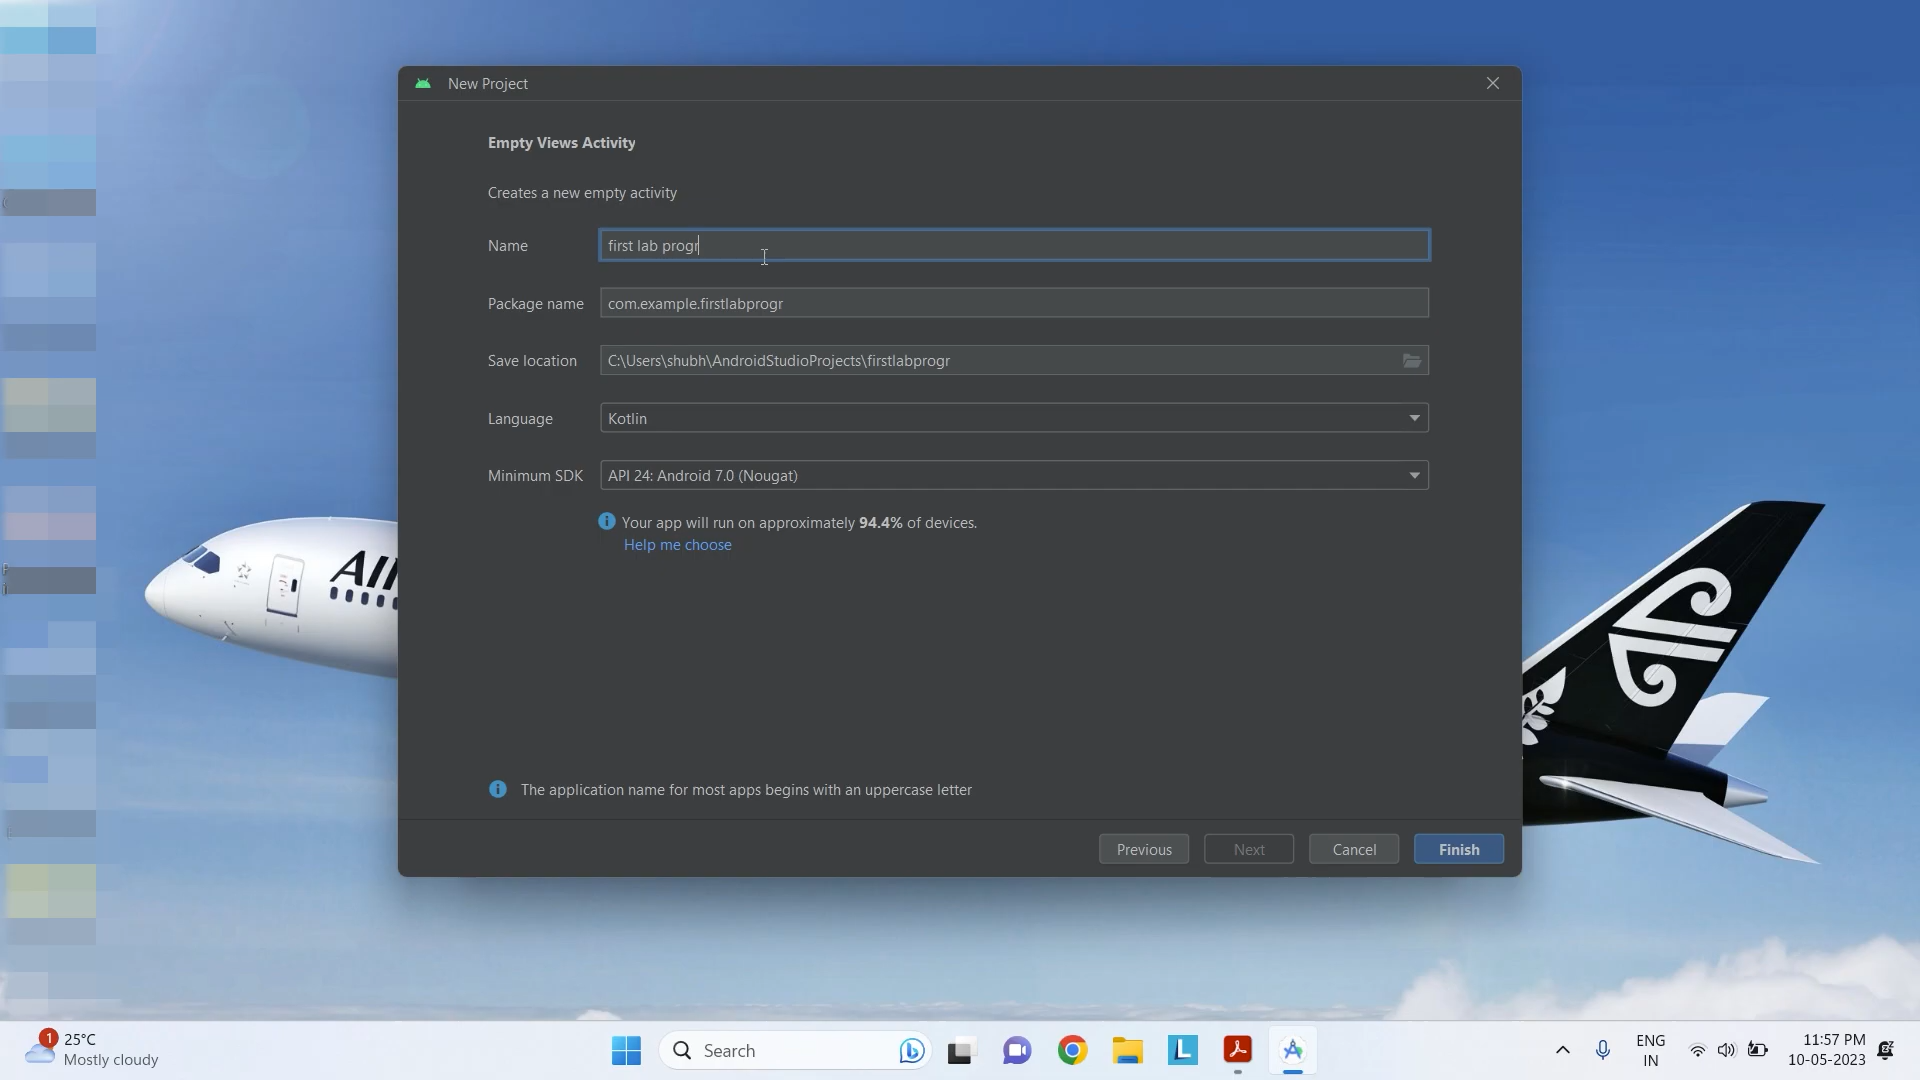 New Project
Empty Views Activity
Creates a new empty activity
Name first lab progr
Package name com.example.firstlabprogr
Save location C:\Users\shubh\AndroidStudioProjects\firstlabprogr
Language Kotlin
Minimum SDK API 24: Android 7.0 (Nougat)
Your app will run on approximately 94.4% of devices.
Help me choose
The application name for most apps begins with an uppercase letter
Previous Next Cancel Finish
1
25°C
Mostly cloudy
Search
ENG
IN
11:57 PM
10-05-2023